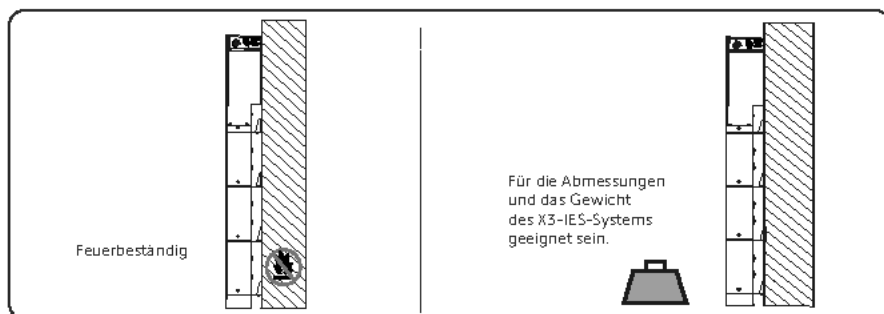 Feuerbeständig
Für die Abmessungen
und das Gewicht
des X3-IES-Systems
geeignet sein.